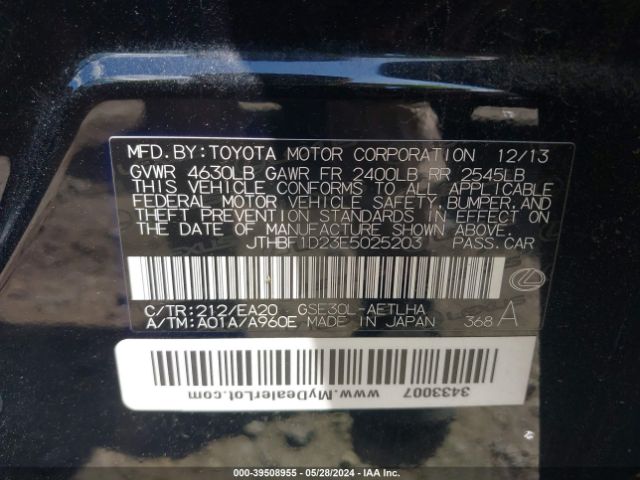 MFD.BY:TOYOTA MOTOR CORPORATION 12/13
GVWR 4630LB GAWR FR 2400LB RR 2545LB
THIS VEHICLE CONFORMS TO ALL APPLICABLE
FEDERAL MOTOR VEHICLE SAFETY,BUMPER,AND
THEFT PREVENTION STANDARDS IN EFFECT ON
THE DATE OF MANUFACTURE SHOWN ABOVE.
JTHBF1D23E5025203 PASS.CAR
C/TR:212/EA20 GSE30L-AETLHA
A/TM:A01A/A960E MADE IN JAPAN 368 A
www.MyDealerLot.com
3433007
000-39508955 — 05/28/2024 — IAA Inc.